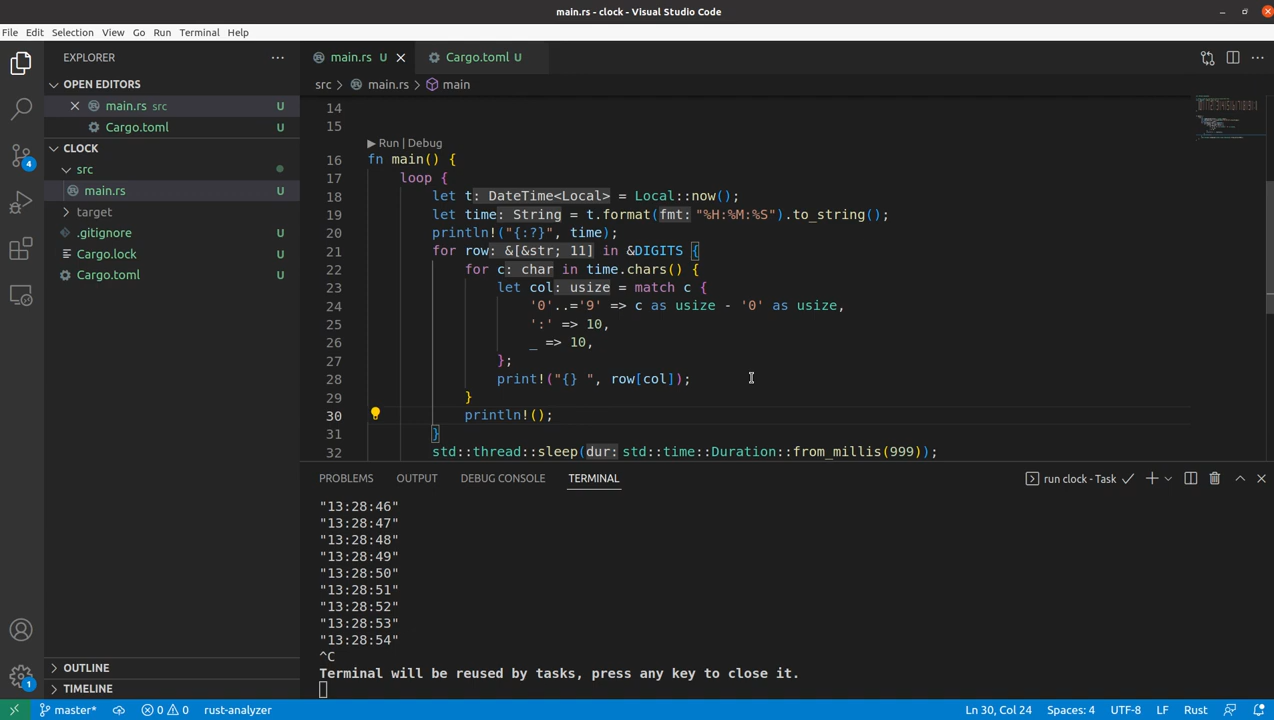 main.rs - clock - Visual Studio Code
File Edit Selection View Go Run Terminal Help
EXPLORER
OPEN EDITORS
main.rs src U
Cargo.toml U
CLOCK
src
main.rs U
target
.gitignore U
Cargo.lock U
Cargo.toml U
OUTLINE
TIMELINE
4
1
main.rs U
Cargo.toml U
src > main.rs > main
14
15
Run | Debug
16 fn main() {
17 loop {
18 let t: DateTime<Local> = Local::now();
19 let time: String = t.format(fmt: "%H:%M:%S").to_string();
20 println!("{:?}", time);
21 for row: &[&str; 11] in &DIGITS {
22 for c: char in time.chars() {
23 let col: usize = match c {
24 '0'..='9' => c as usize - '0' as usize,
25 ':' => 10,
26 _ => 10,
27 };
28 print!("{} ", row[col]);
29 }
30 println!();
31 }
32 std::thread::sleep(dur: std::time::Duration::from_millis(999));
PROBLEMS OUTPUT DEBUG CONSOLE TERMINAL
run clock - Task
"13:28:46"
"13:28:47"
"13:28:48"
"13:28:49"
"13:28:50"
"13:28:51"
"13:28:52"
"13:28:53"
"13:28:54"
^C
Terminal will be reused by tasks, press any key to close it.
master* 0 0 rust-analyzer Ln 30, Col 24 Spaces: 4 UTF-8 LF Rust